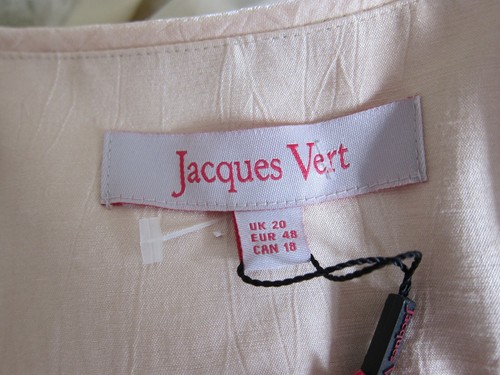 Jacques Vert
UK 20
EUR 48
CAN 18